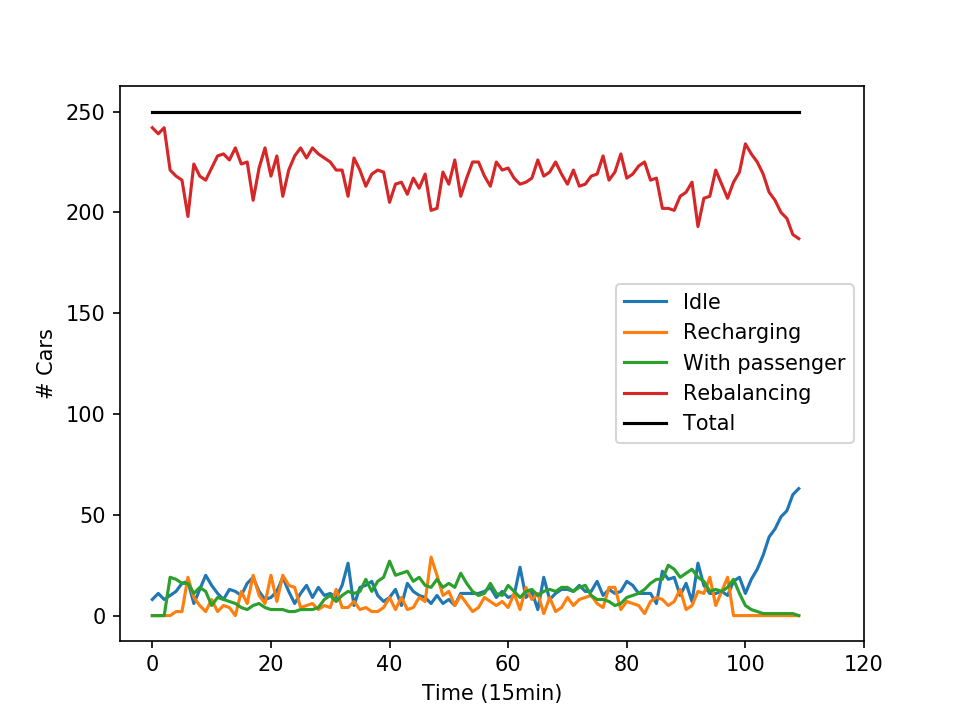 250
200
150
100
50
0
# Cars
Idle
Recharging
With passenger
Rebalancing
Total
0 20 40 60 80 100 120
Time (15min)